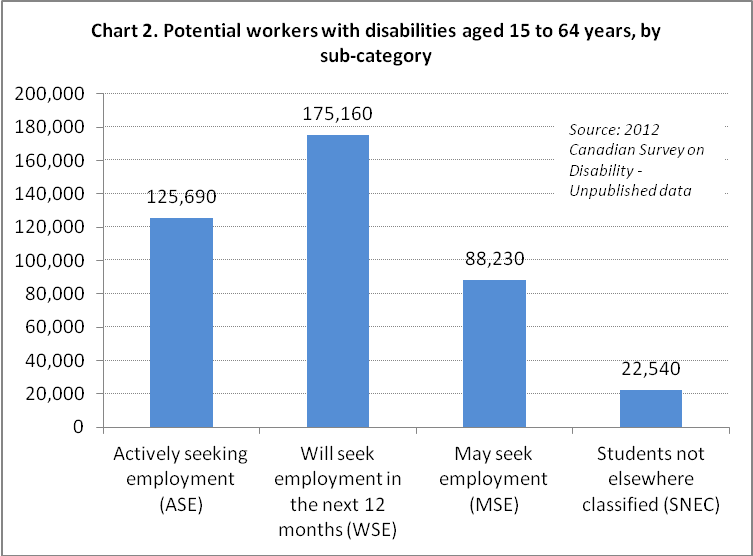 Chart 2. Potential workers with disabilities aged 15 to 64 years, by
sub-category
200,000
180,000
160,000
140,000
120,000
100,000
80,000
60,000
40,000
20,000
0
125,690
175,160
88,230
22,540
Source: 2012
Canadian Survey on
Disability -
Unpublished data
Actively seeking
employment
(ASE)
Will seek
employment in
the next 12
months (WSE)
May seek
employment
(MSE)
Students not
elsewhere
classified (SNEC)